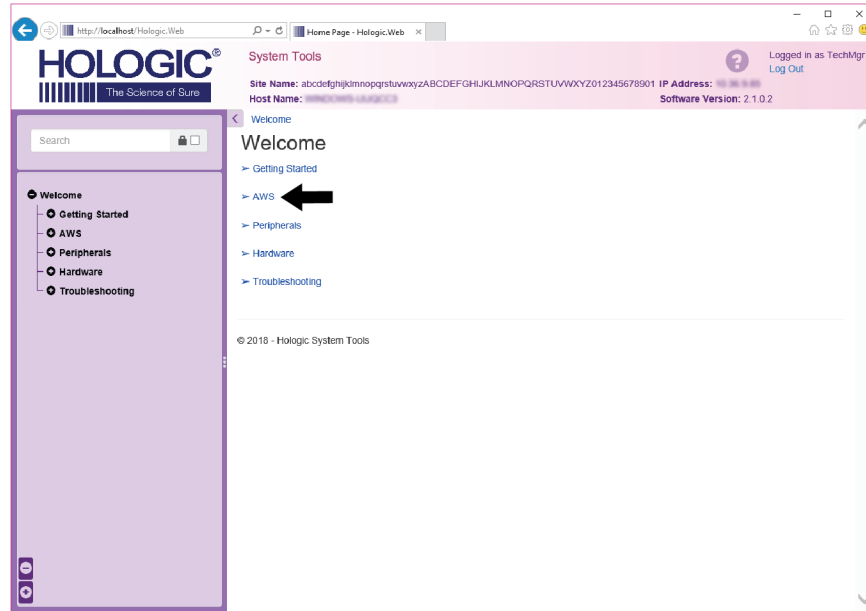 http://localhost/Hologic.Web
Home Page - Hologic.Web
HOLOGIC®
The Science of Sure
System Tools
Site Name: abcdefghijklmnopqrstuvwxyzABCDEFGHIJKLMNOPQRSTUVWXYZ012345678901 IP Address:
Host Name:
Software Version: 2.1.0.2
?
Logged in as TechMgr
Log Out
Search
Welcome
Getting Started
AWS
Peripherals
Hardware
Troubleshooting
Welcome
Welcome
➢ Getting Started
➢ AWS
➢ Peripherals
➢ Hardware
➢ Troubleshooting
© 2018 - Hologic System Tools